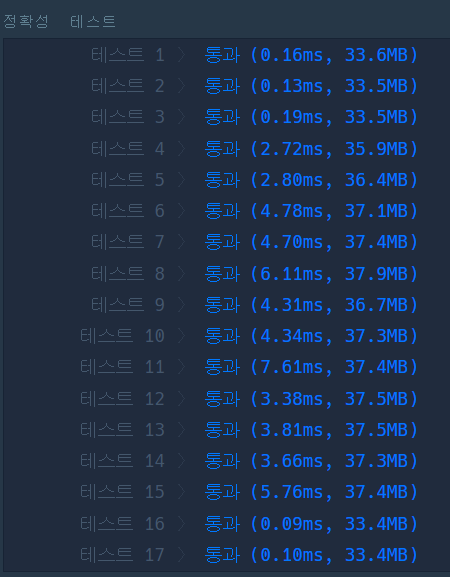 정확성 테스트
테스트 1 〉 통과 (0.16ms, 33.6MB)
테스트 2 〉 통과 (0.13ms, 33.5MB)
테스트 3 〉 통과 (0.19ms, 33.5MB)
테스트 4 〉 통과 (2.72ms, 35.9MB)
테스트 5 〉 통과 (2.80ms, 36.4MB)
테스트 6 〉 통과 (4.78ms, 37.1MB)
테스트 7 〉 통과 (4.70ms, 37.4MB)
테스트 8 〉 통과 (6.11ms, 37.9MB)
테스트 9 〉 통과 (4.31ms, 36.7MB)
테스트 10 〉 통과 (4.34ms, 37.3MB)
테스트 11 〉 통과 (7.61ms, 37.4MB)
테스트 12 〉 통과 (3.38ms, 37.5MB)
테스트 13 〉 통과 (3.81ms, 37.5MB)
테스트 14 〉 통과 (3.66ms, 37.3MB)
테스트 15 〉 통과 (5.76ms, 37.4MB)
테스트 16 〉 통과 (0.09ms, 33.4MB)
테스트 17 〉 통과 (0.10ms, 33.4MB)